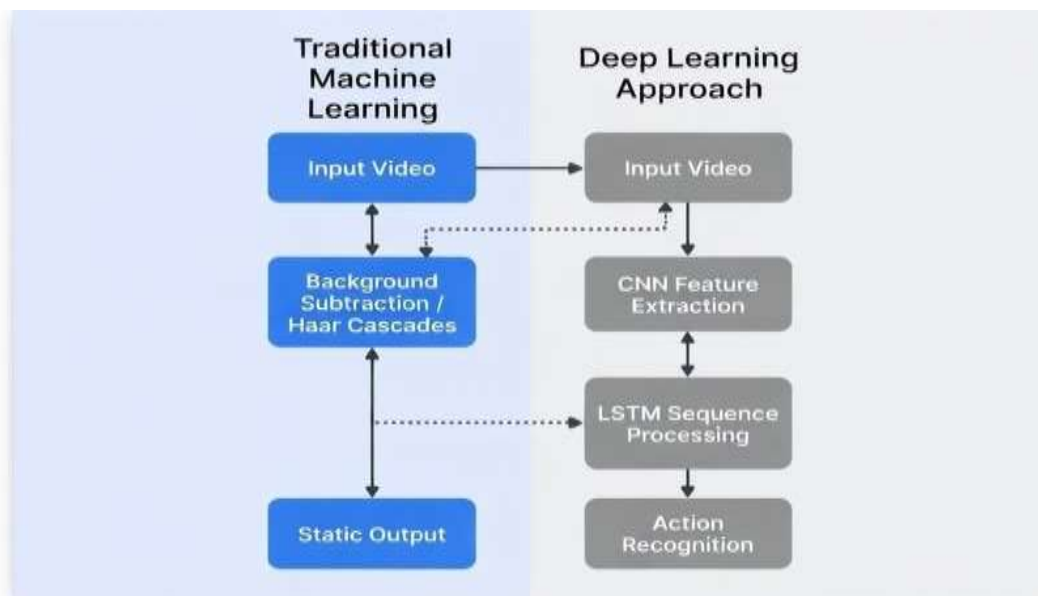 Traditional
Machine
Learning
Input Video
Background
Subtraction /
Haar Cascades
Static Output
Deep Learning
Approach
Input Video
CNN Feature
Extraction
LSTM Sequence
Processing
Action
Recognition